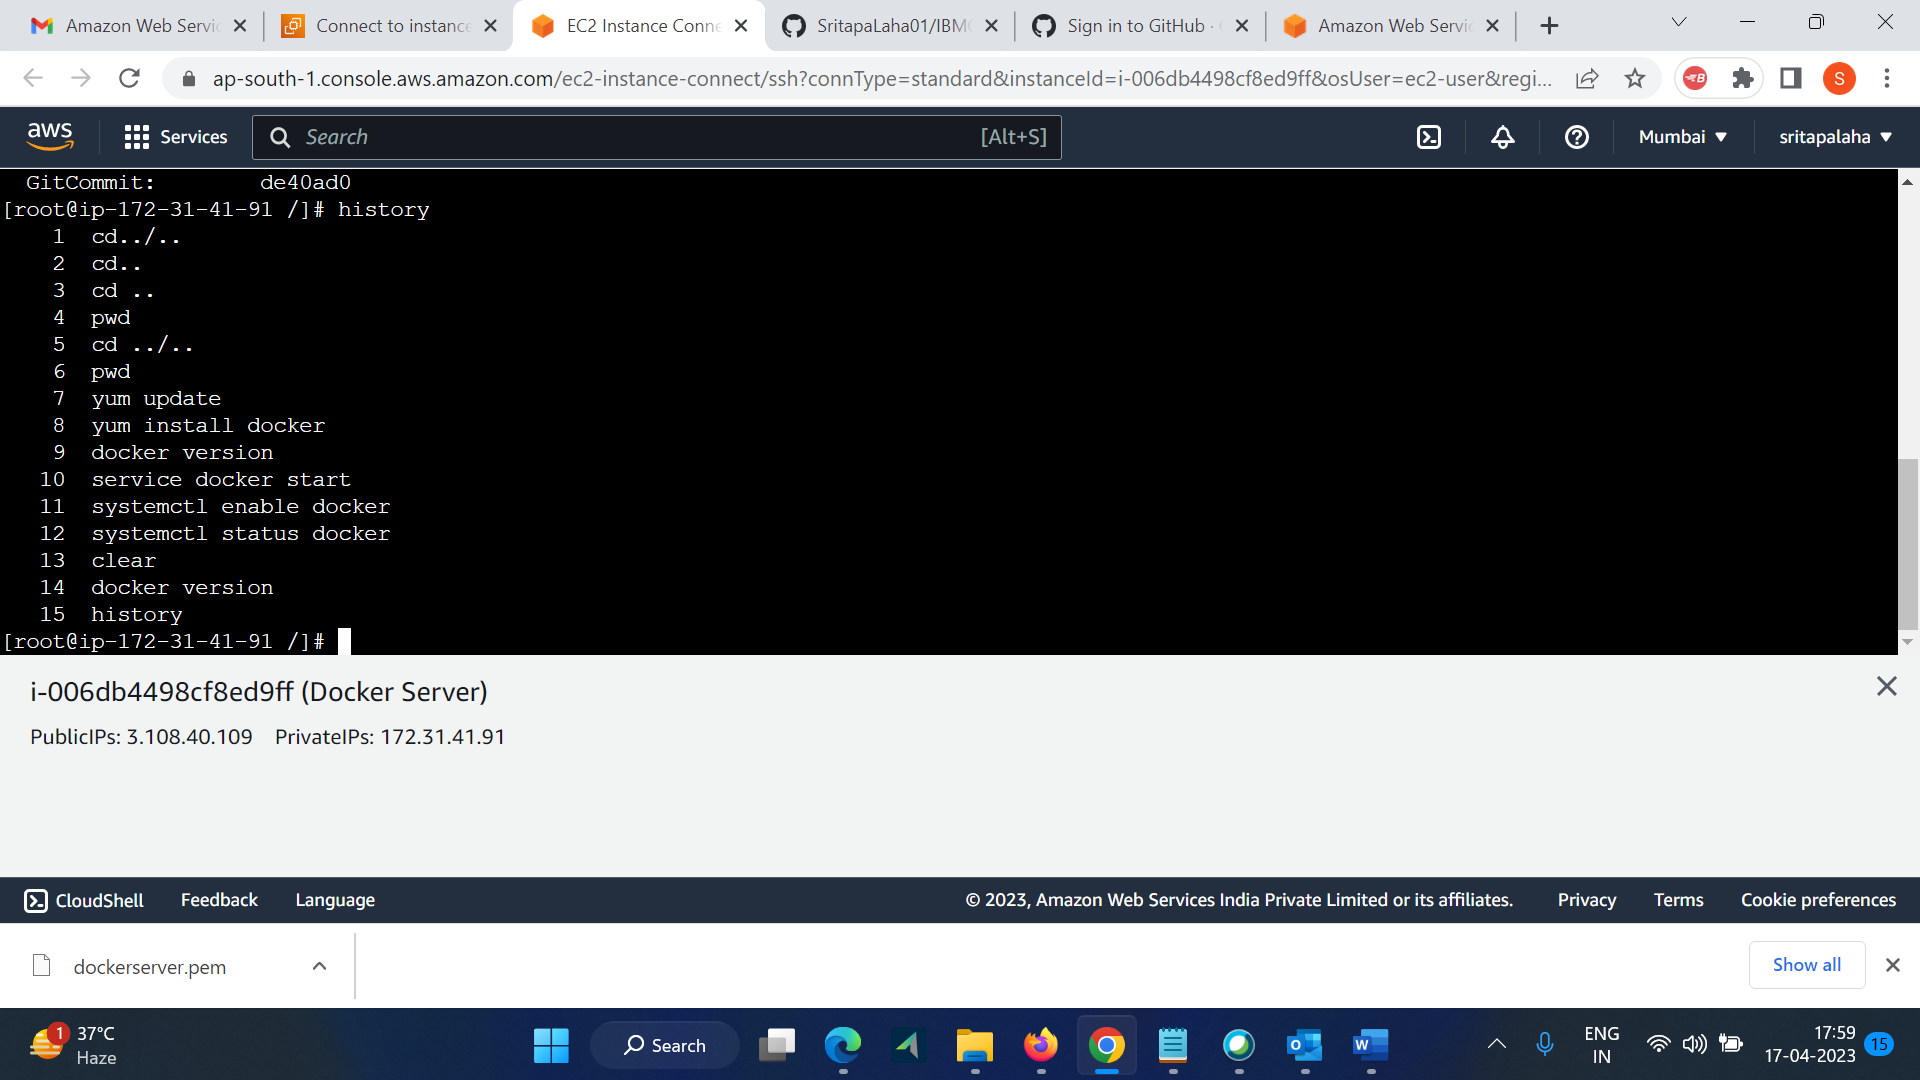 Amazon Web Servic
Connect to instance
EC2 Instance Conne
SritapaLaha01/IBM
Sign in to GitHub ·
Amazon Web Servic
ap-south-1.console.aws.amazon.com/ec2-instance-connect/ssh?connType=standard&instanceId=i-006db4498cf8ed9ff&osUser=ec2-user&regi...
B
S
aws
Services
Search
[Alt+S]
Mumbai
sritapalaha
GitCommit: de40ad0
[root@ip-172-31-41-91 /]# history
1 cd../..
2 cd..
3 cd ..
4 pwd
5 cd ../..
6 pwd
7 yum update
8 yum install docker
9 docker version
10 service docker start
11 systemctl enable docker
12 systemctl status docker
13 clear
14 docker version
15 history
[root@ip-172-31-41-91 /]#
i-006db4498cf8ed9ff (Docker Server)
PublicIPs: 3.108.40.109 PrivateIPs: 172.31.41.91
CloudShell
Feedback
Language
© 2023, Amazon Web Services India Private Limited or its affiliates.
Privacy
Terms
Cookie preferences
dockerserver.pem
Show all
1
37°C
Haze
Search
ENG
IN
17:59
17-04-2023
15